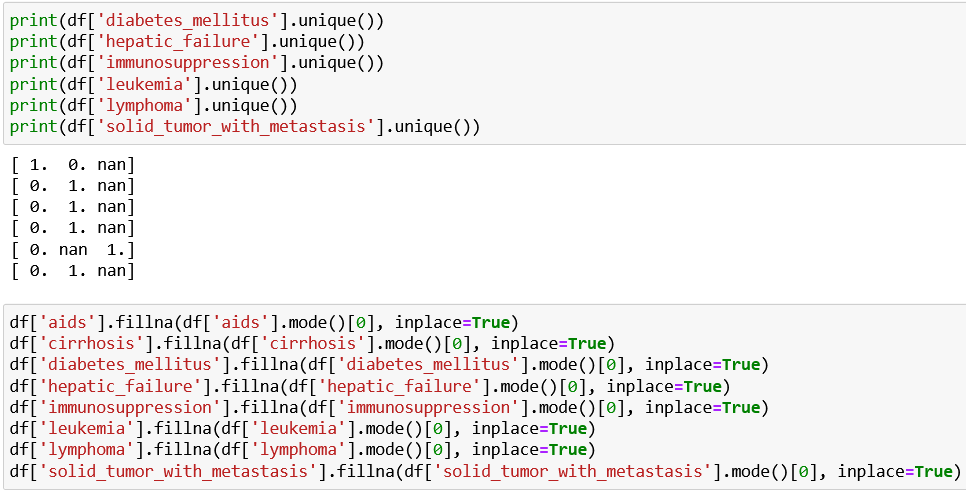 print(df['diabetes_mellitus'].unique())
print(df['hepatic_failure'].unique())
print(df['immunosuppression'].unique())
print(df['leukemia'].unique())
print(df['lymphoma'].unique())
print(df['solid_tumor_with_metastasis'].unique())
[ 1.  0. nan]
[ 0.  1. nan]
[ 0.  1. nan]
[ 0.  1. nan]
[ 0. nan  1.]
[ 0.  1. nan]
df['aids'].fillna(df['aids'].mode()[0], inplace=True)
df['cirrhosis'].fillna(df['cirrhosis'].mode()[0], inplace=True)
df['diabetes_mellitus'].fillna(df['diabetes_mellitus'].mode()[0], inplace=True)
df['hepatic_failure'].fillna(df['hepatic_failure'].mode()[0], inplace=True)
df['immunosuppression'].fillna(df['immunosuppression'].mode()[0], inplace=True)
df['leukemia'].fillna(df['leukemia'].mode()[0], inplace=True)
df['lymphoma'].fillna(df['lymphoma'].mode()[0], inplace=True)
df['solid_tumor_with_metastasis'].fillna(df['solid_tumor_with_metastasis'].mode()[0], inplace=True)